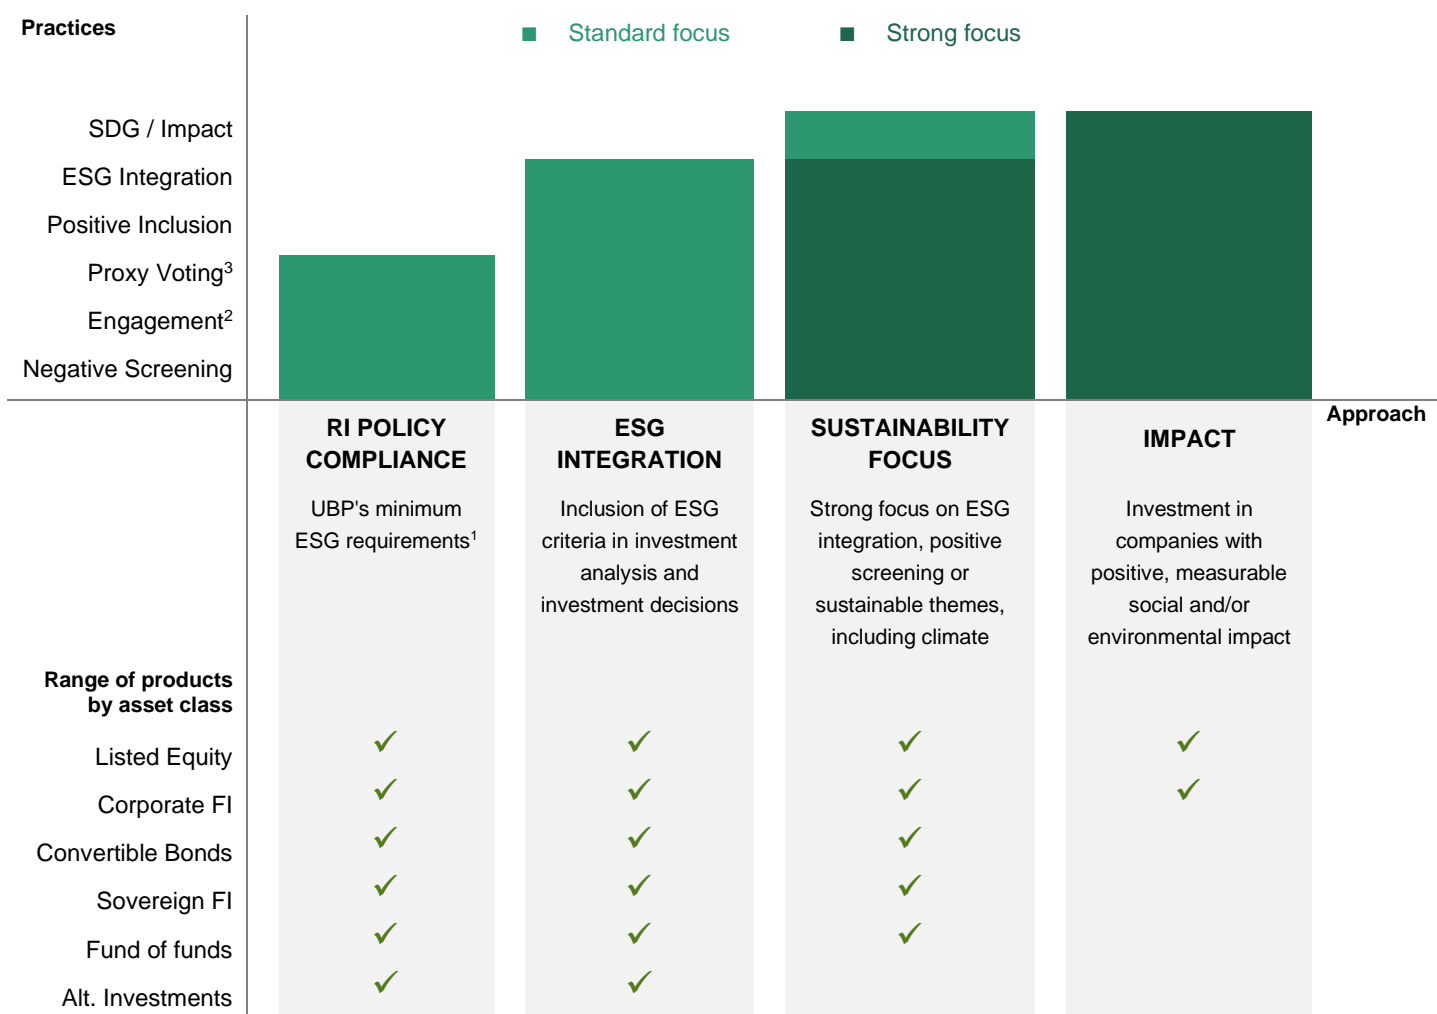 Practices
■ Standard focus
■ Strong focus
SDG / Impact
ESG Integration
Positive Inclusion
Proxy Voting³
Engagement²
Negative Screening
Approach
RI POLICY
COMPLIANCE
UBP's minimum
ESG requirements¹
ESG
INTEGRATION
Inclusion of ESG
criteria in investment
analysis and
investment decisions
SUSTAINABILITY
FOCUS
Strong focus on ESG
integration, positive
screening or
sustainable themes,
including climate
IMPACT
Investment in
companies with
positive, measurable
social and/or
environmental impact
Range of products
by asset class
Listed Equity ✓ ✓ ✓ ✓
Corporate FI ✓ ✓ ✓ ✓
Convertible Bonds ✓ ✓ ✓
Sovereign FI ✓ ✓ ✓
Fund of funds ✓ ✓ ✓
Alt. Investments ✓ ✓